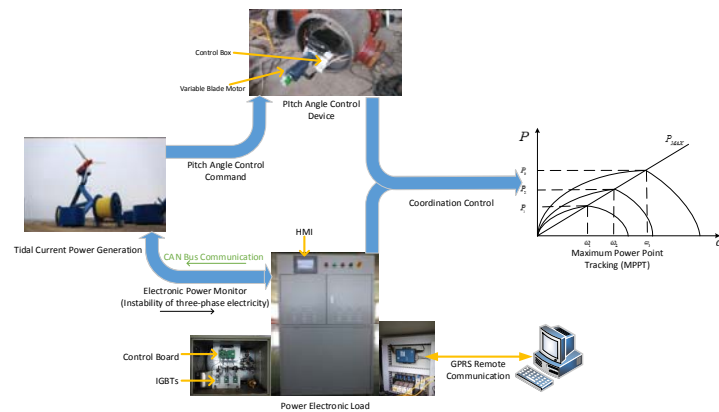 Control Box
Variable Blade Motor
Pitch Angle Control
Device
Pitch Angle Control
Command
Tidal Current Power Generation
Coordination Control
P
P
Maximum Power Point
Tracking (MPPT)
HMI
CAN Bus Communication
Electronic Power Monitor
(Instability of three-phase electricity)
Control Board
IGBTs
GPRS Remote
Communication
Power Electronic Load